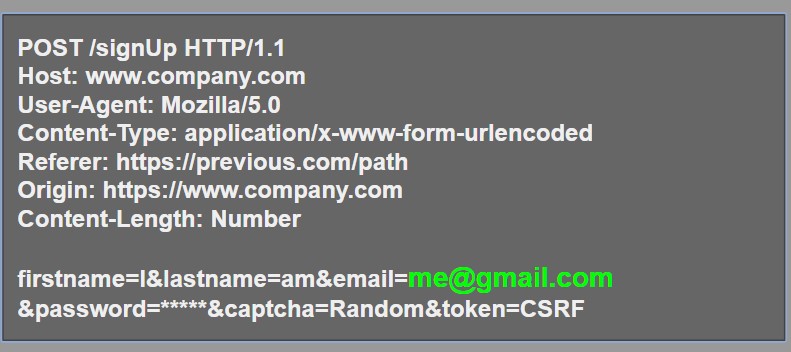 POST /signUp HTTP/1.1
Host: www.company.com
User-Agent: Mozilla/5.0
Content-Type: application/x-www-form-urlencoded
Referer: https://previous.com/path
Origin: https://www.company.com
Content-Length: Number
firstname=I&lastname=am&email=me@gmail.com
&password=*****&captcha=Random&token=CSRF